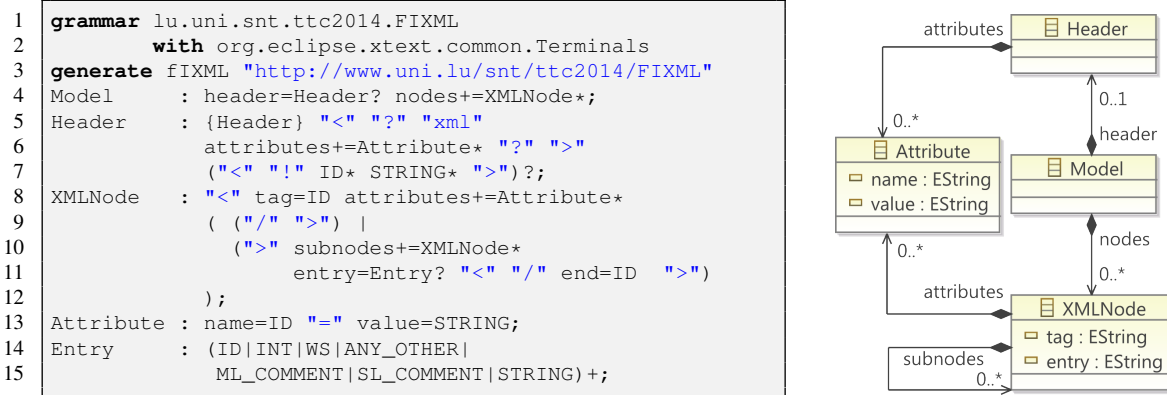 1 grammar lu.uni.snt.ttc2014.FIXML
2 with org.eclipse.xtext.common.Terminals
3 generate fIXML "http://www.uni.lu/snt/ttc2014/FIXML"
4 Model : header=Header? nodes+=XMLNode*;
5 Header : {Header} "<" "?" "xml"
6 attributes+=Attribute* "?" ">"
7 ("<" "!" ID* STRING* ">")?;
8 XMLNode : "<" tag=ID attributes+=Attribute*
9 ( ("/" ">") |
10 (">" subnodes+=XMLNode*
11 entry=Entry? "<" "/" end=ID ">")
12 );
13 Attribute : name=ID "=" value=STRING;
14 Entry : (ID|INT|WS|ANY_OTHER|
15 ML_COMMENT|SL_COMMENT|STRING)+;
attributes
Header
0..1
0..*
header
Attribute
name : EString
value : EString
Model
0..*
nodes
0..*
attributes
XMLNode
tag : EString
entry : EString
subnodes
0..*